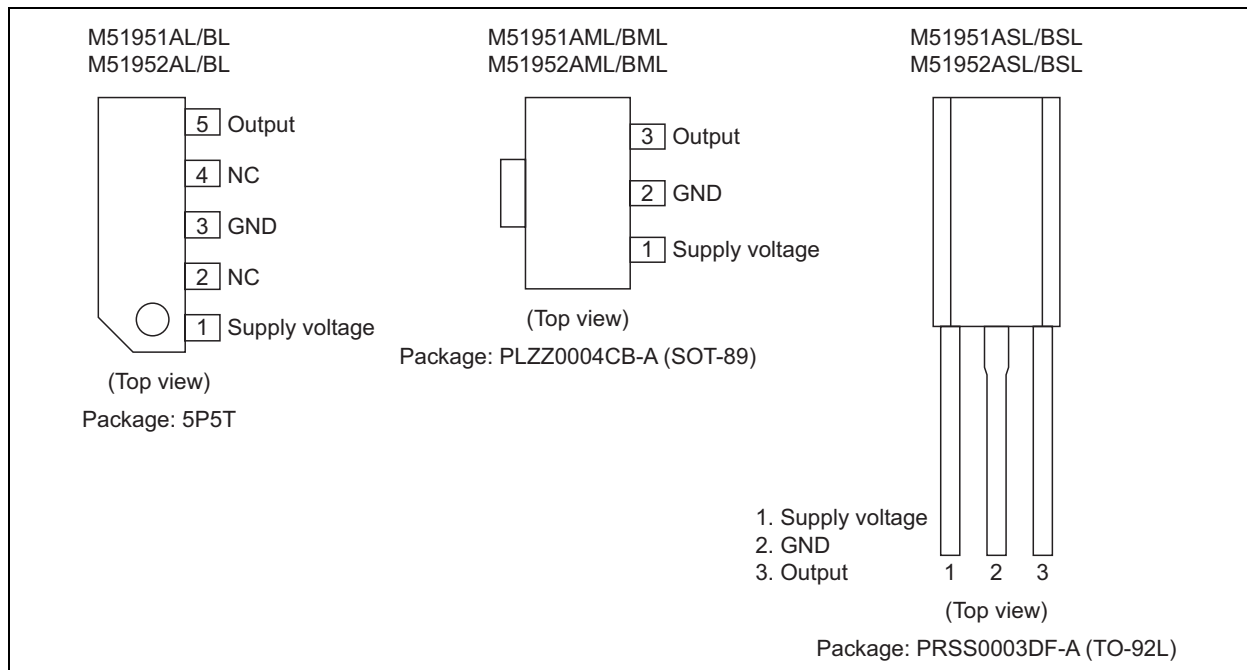 M51951AL/BL
M51952AL/BL
5 Output
4 NC
3 GND
2 NC
1 Supply voltage
(Top view)
Package: 5P5T
M51951AML/BML
M51952AML/BML
3 Output
2 GND
1 Supply voltage
(Top view)
Package: PLZZ0004CB-A (SOT-89)
M51951ASL/BSL
M51952ASL/BSL
1. Supply voltage
2. GND
3. Output
1 2 3
(Top view)
Package: PRSS0003DF-A (TO-92L)